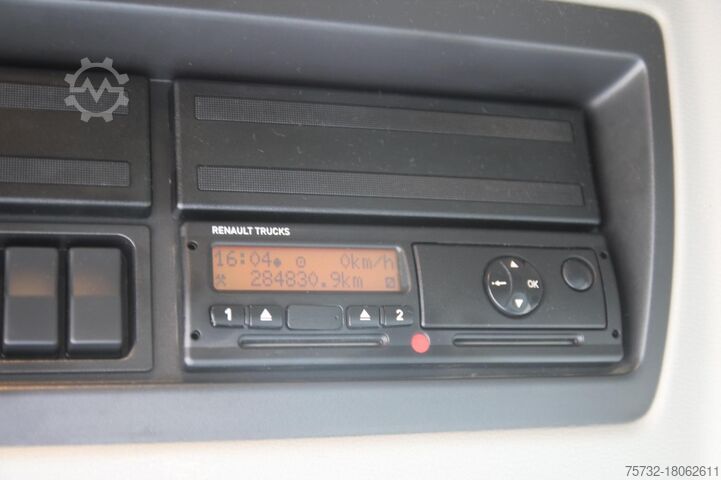 RENAULT TRUCKS
16:04 0km/h
284830.9km
1 2
OK
75732-18062611